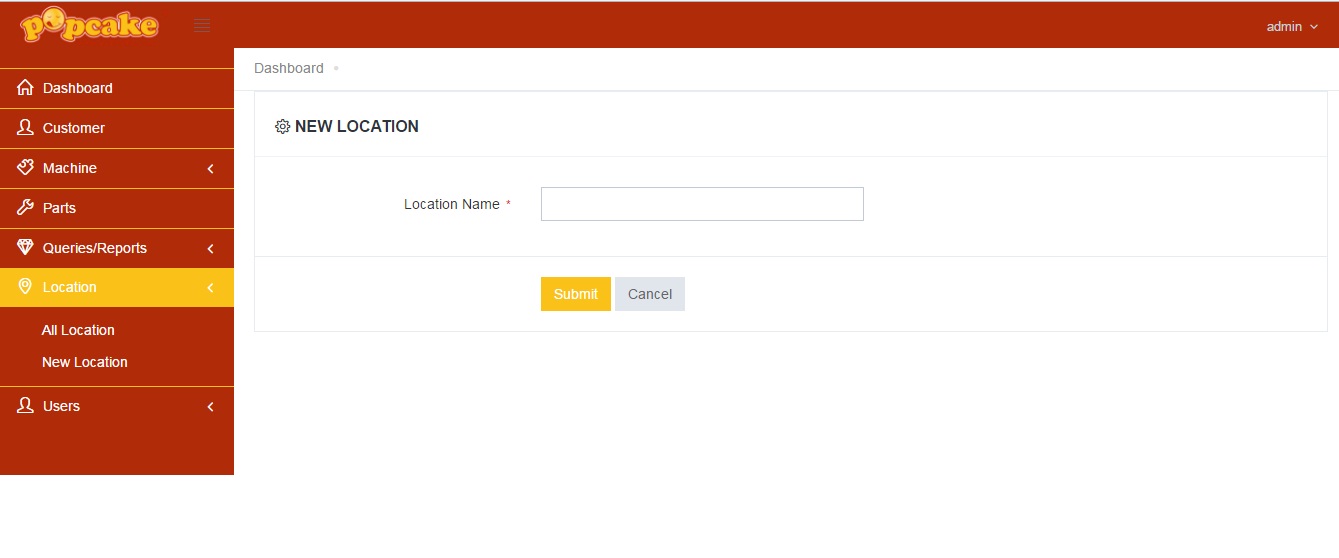 popcake
admin
Dashboard
Dashboard
Customer
Machine
Parts
Queries/Reports
Location
All Location
New Location
Users
NEW LOCATION
Location Name *
Submit Cancel